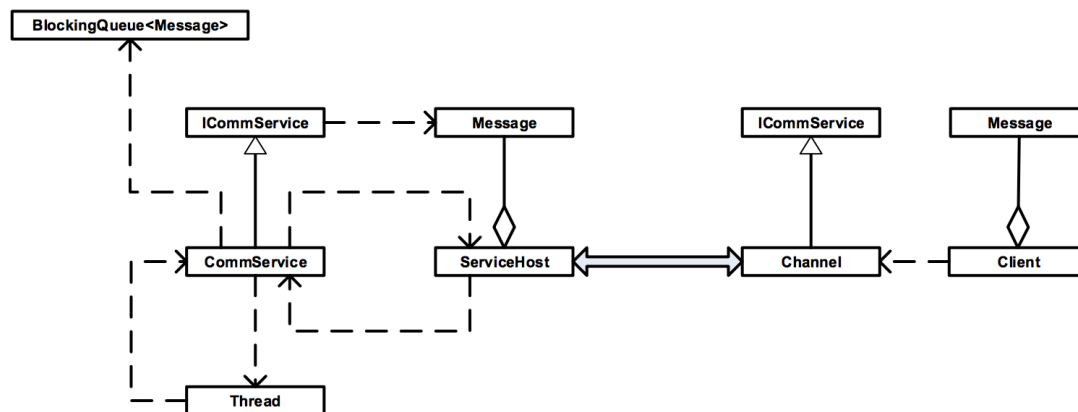 BlockingQueue<Message>
ICommService
Message
ICommService
Message
CommService
ServiceHost
Channel
Client
Thread